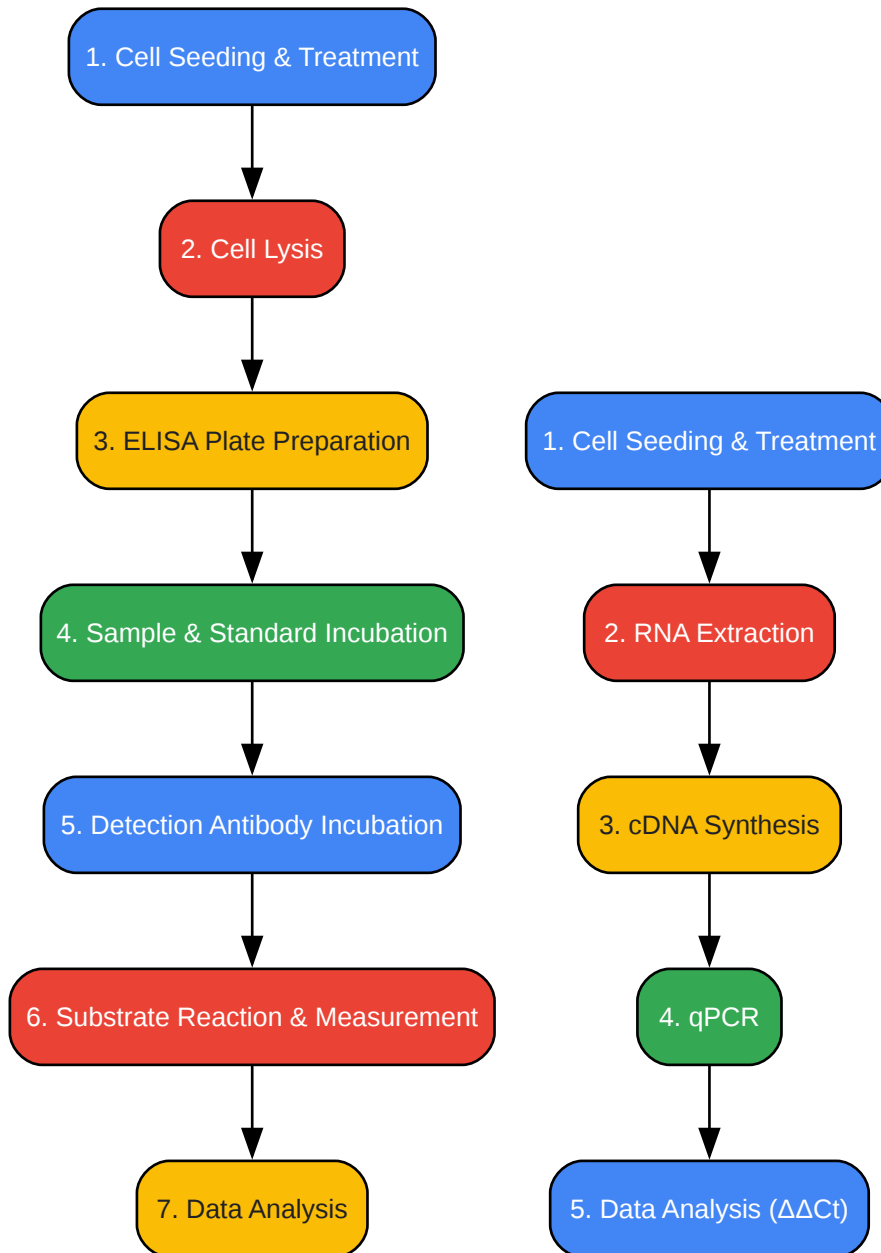 1. Cell Seeding & Treatment
2. Cell Lysis
3. ELISA Plate Preparation
4. Sample & Standard Incubation
5. Detection Antibody Incubation
6. Substrate Reaction & Measurement
7. Data Analysis
1. Cell Seeding & Treatment
2. RNA Extraction
3. cDNA Synthesis
4. qPCR
5. Data Analysis (ΔΔCt)